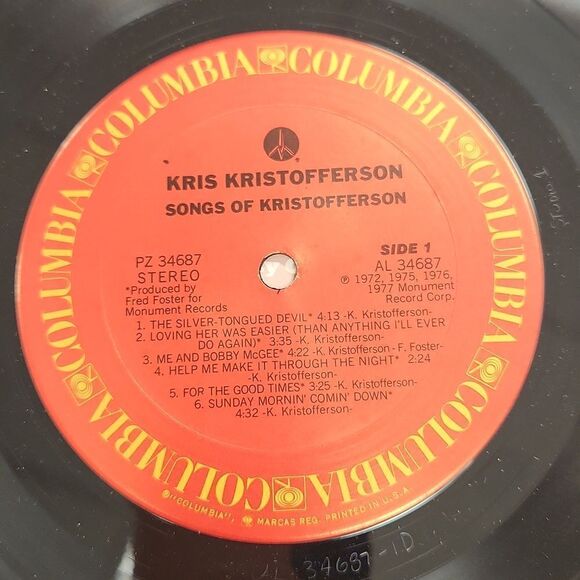 COLUMBIA COLUMBIA COLUMBIA COLUMBIA COLUMBIA COLUMBIA
KRIS KRISTOFFERSON
SONGS OF KRISTOFFERSON
PZ 34687
STEREO
*Produced by
Fred Foster for
Monument Records
SIDE 1
AL 34687
℗ 1972, 1975, 1976,
1977 Monument
Record Corp.
1. THE SILVER-TONGUED DEVIL* 4:13 -K. Kristofferson-
2. LOVING HER WAS EASIER (THAN ANYTHING I'LL EVER
DO AGAIN)* 3:35 -K. Kristofferson-
3. ME AND BOBBY McGEE* 4:22 -K. Kristofferson - F. Foster-
4. HELP ME MAKE IT THROUGH THE NIGHT* 2:24
-K. Kristofferson-
5. FOR THE GOOD TIMES* 3:25 -K. Kristofferson-
6. SUNDAY MORNIN' COMIN' DOWN*
4:32 -K. Kristofferson-
®"COLUMBIA", MARCAS REG. PRINTED IN U.S.A.
34687-1D